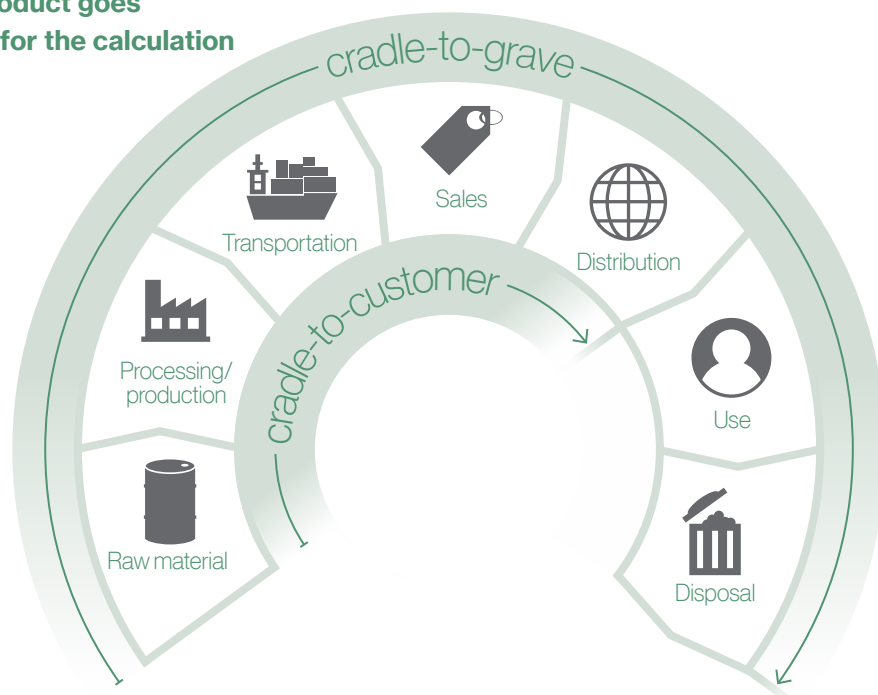 product goes
for the calculation
cradle-to-grave
Sales
Transportation
Distribution
cradle-to-customer
Processing/
production
Use
Raw material
Disposal